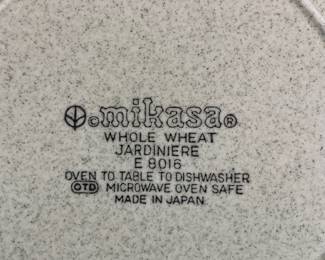 © mikasa ®
WHOLE WHEAT
JARDINIERE
E 8016
OVEN TO TABLE TO DISHWASHER
OTD MICROWAVE OVEN SAFE
MADE IN JAPAN